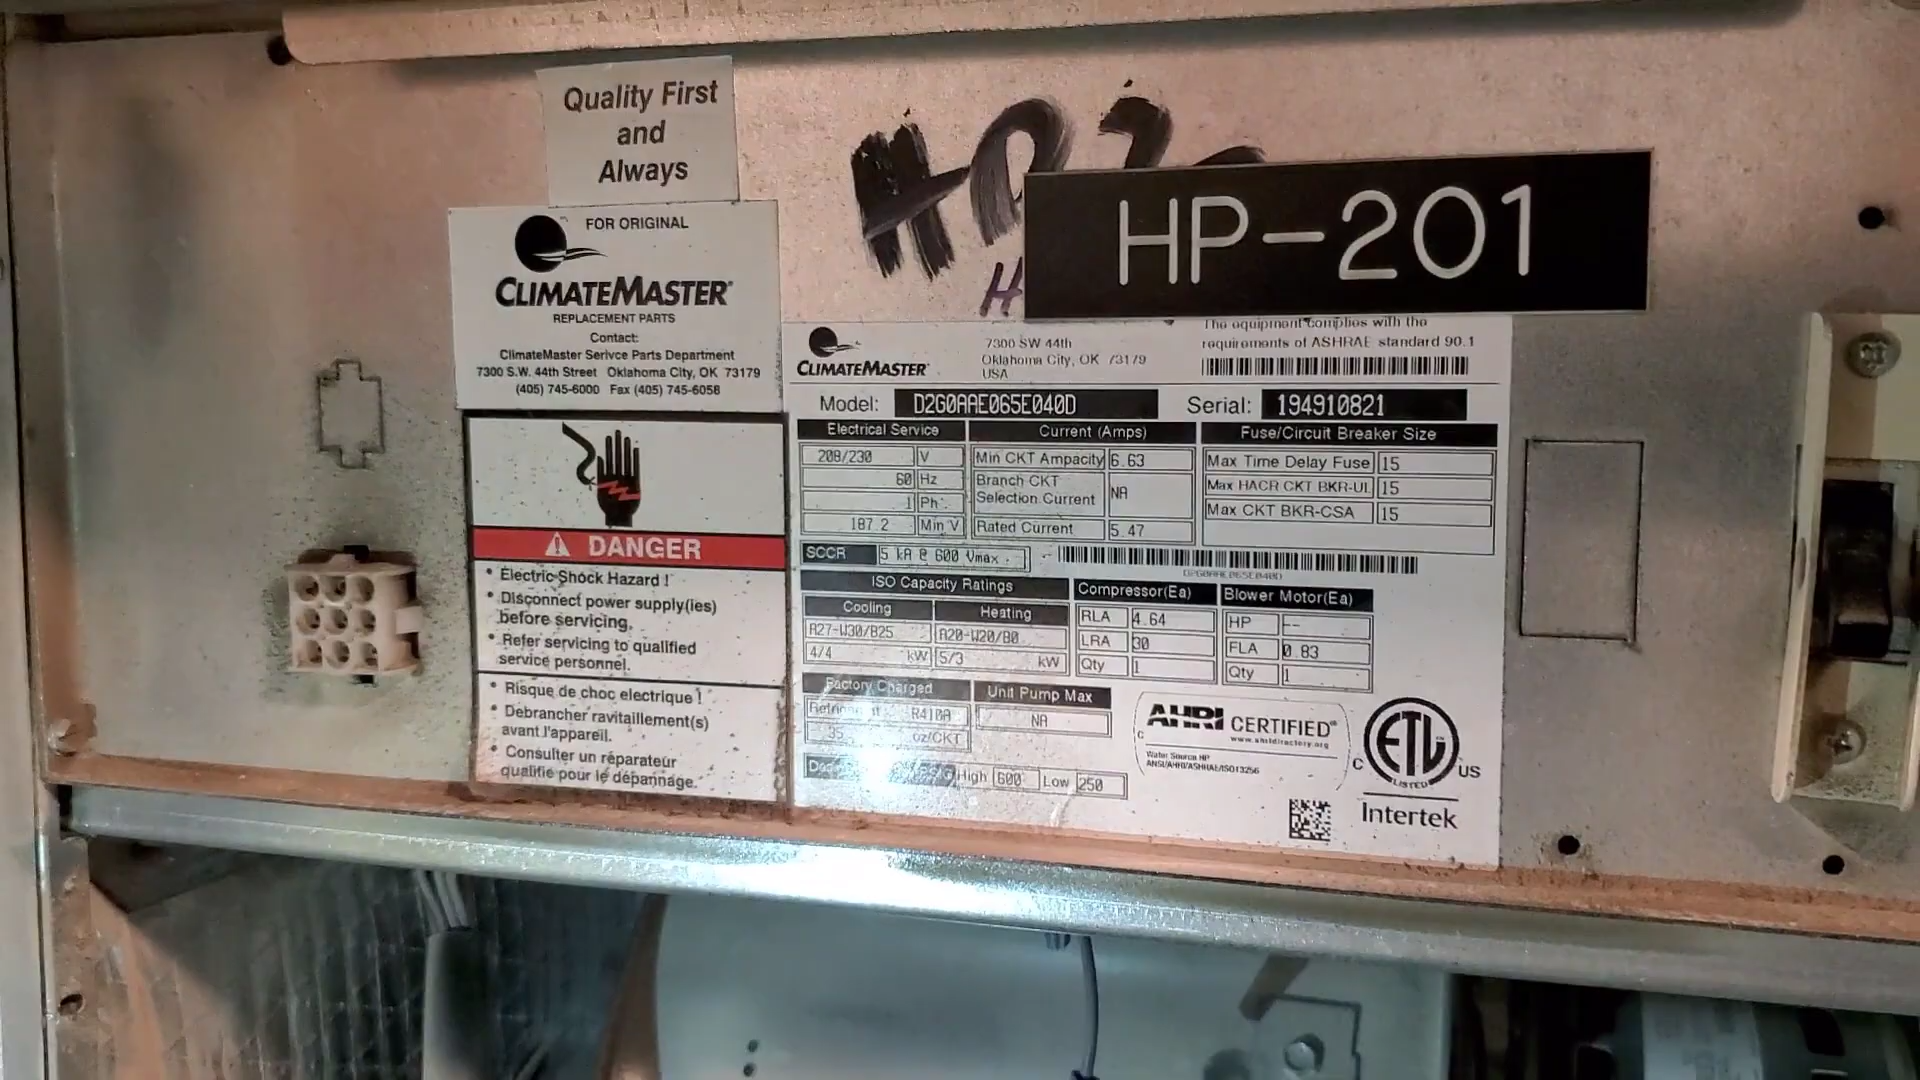 Quality First
and
Always
FOR ORIGINAL
CLIMATEMASTER
REPLACEMENT PARTS
Contact:
ClimateMaster Serivce Parts Department
7300 S.W. 44th Street Oklahoma City, OK 73179
(405) 745-6000 Fax (405) 745-6058
DANGER
• Electric Shock Hazard !
• Disconnect power supply(ies)
before servicing.
• Refer servicing to qualified
service personnel.
• Risque de choc electrique !
• Debrancher ravitaillement(s)
avant l'appareil.
• Consulter un réparateur
qualifie pour le dépannage.
HP-201
CLIMATEMASTER
7300 SW 44th
Oklahoma City, OK 73179
USA
The equipment complies with the
requirements of ASHRAE standard 90.1
Model: D2G0AAE065E040D
Serial: 194910821
Electrical Service
208/230 V
60 Hz
1 Ph
187.2 Min V
Current (Amps)
Min CKT Ampacity 6.63
Branch CKT
Selection Current NA
Rated Current 5.47
Fuse/Circuit Breaker Size
Max Time Delay Fuse 15
Max HACR CKT BKR-UL 15
Max CKT BKR-CSA 15
SCCR 5 kA @ 600 Vmax.
D2G0AAE065E040D
ISO Capacity Ratings
Cooling Heating
A27-W30/B25 A20-W20/B0
4/4 kW 5/3 kW
Compressor(Ea)
RLA 4.64
LRA 30
Qty 1
Blower Motor(Ea)
HP --
FLA 0.83
Qty 1
Factory Charged
Refrigerant R410A
35 oz/CKT
Unit Pump Max
NA
High 600 Low 250
AHRI CERTIFIED
www.ahridirectory.org
Water Source HP
ANSI/AHRI/ASHRAE/ISO13256
C ETL US
LISTED
Intertek